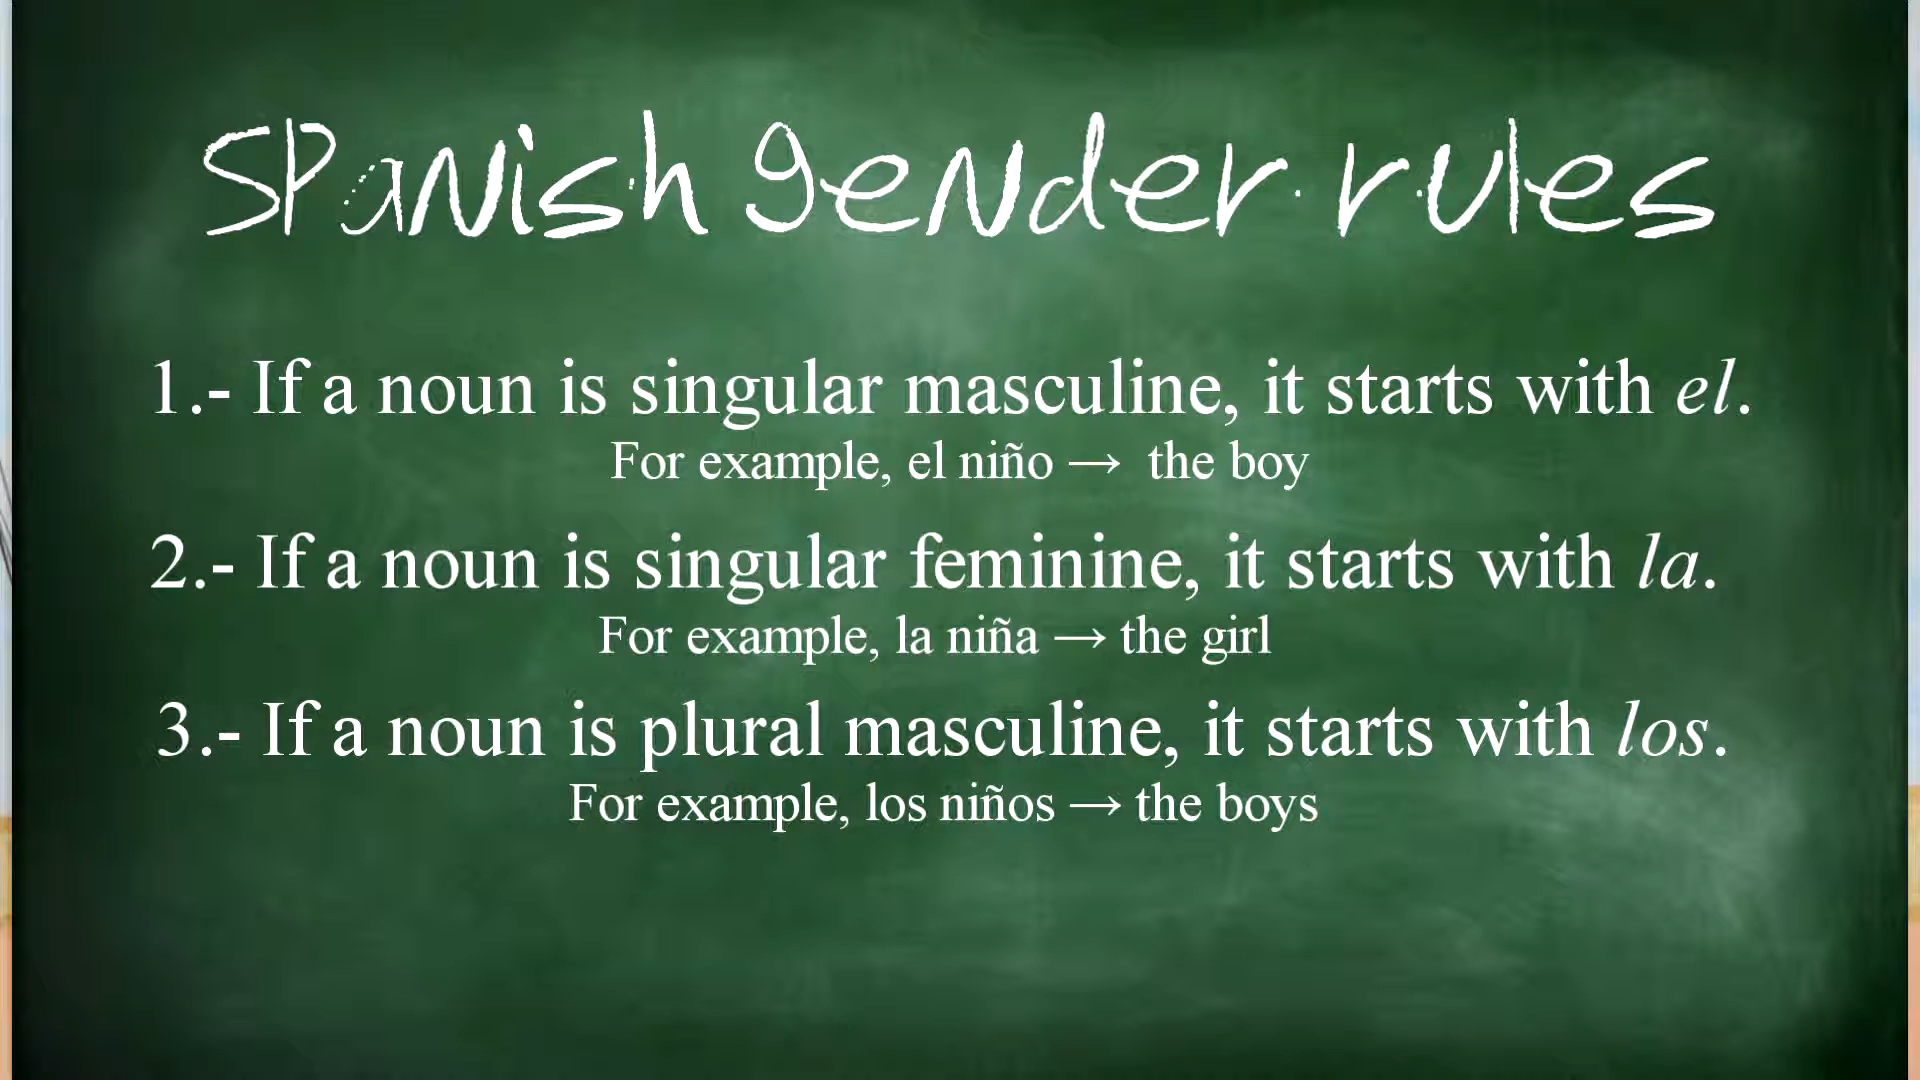 Spanish gender rules
1.- If a noun is singular masculine, it starts with el.
For example, el niño → the boy
2.- If a noun is singular feminine, it starts with la.
For example, la niña → the girl
3.- If a noun is plural masculine, it starts with los.
For example, los niños → the boys